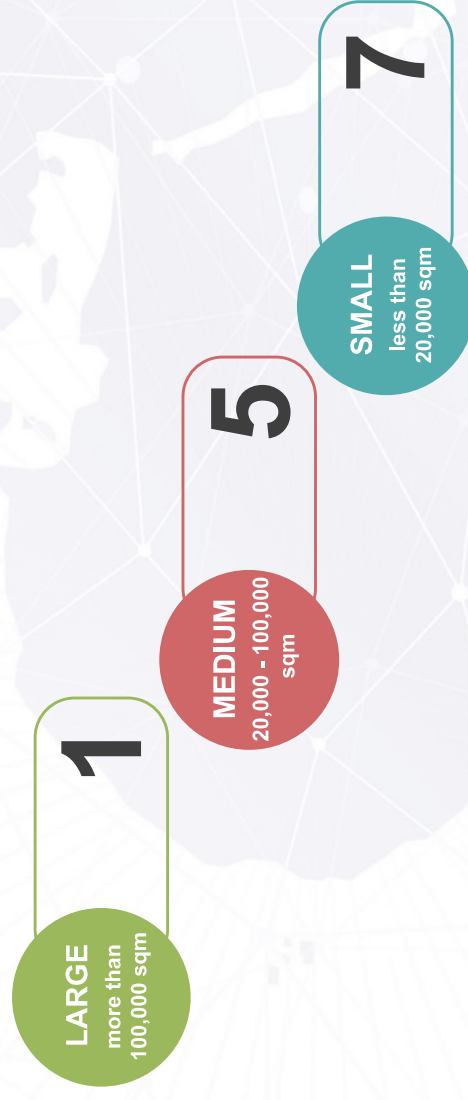 LARGE
more than
100,000 sqm
1
MEDIUM
20,000 - 100,000
sqm
5
SMALL
less than
20,000 sqm
7